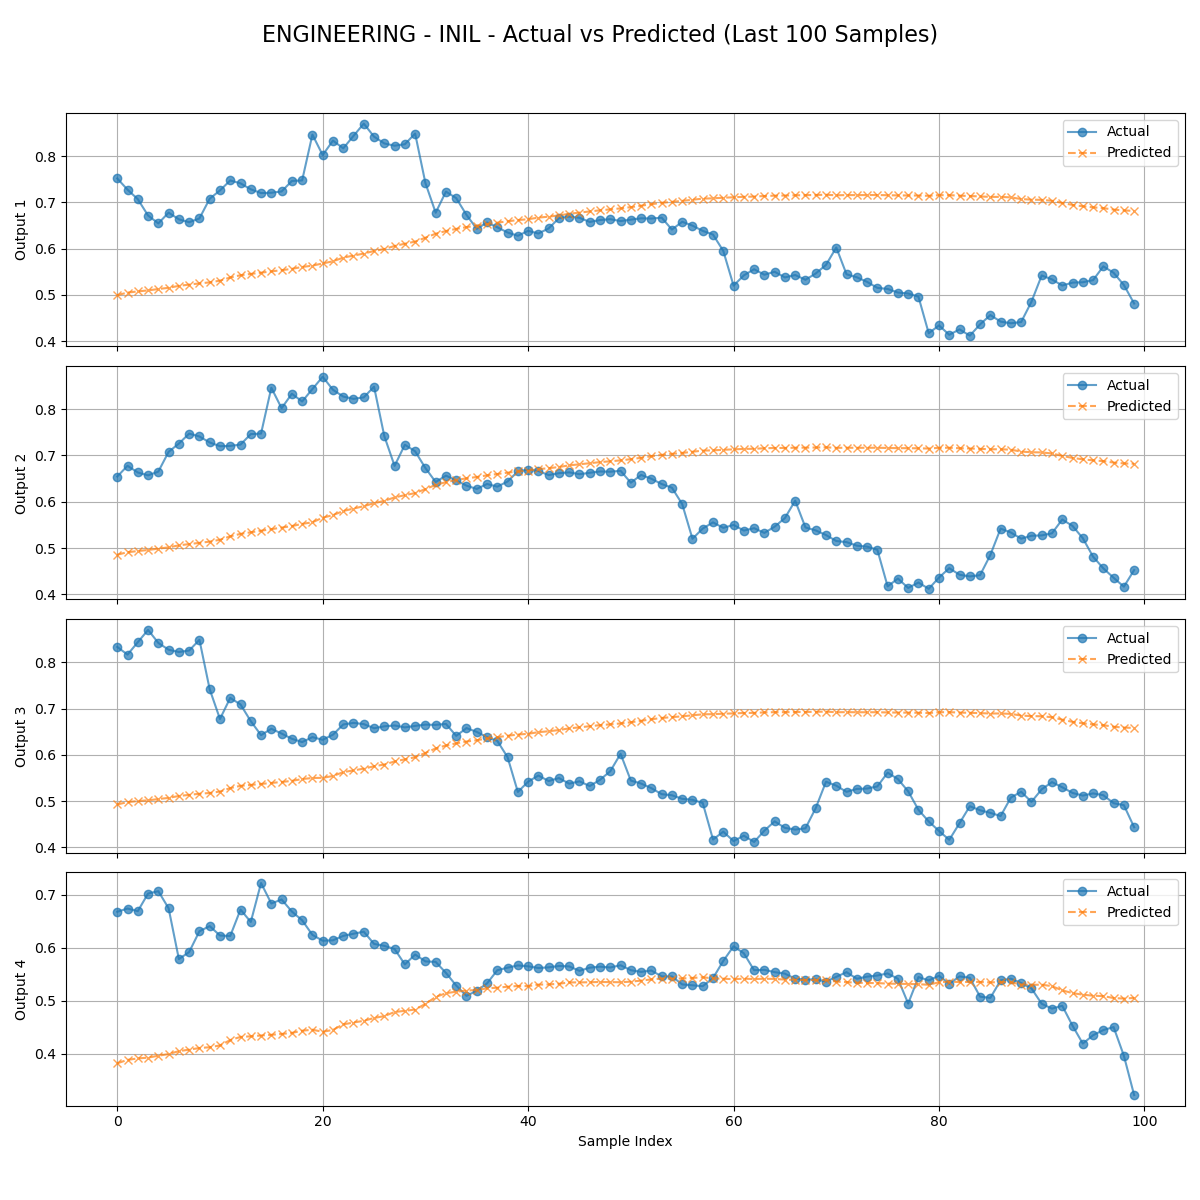 ENGINEERING - INIL - Actual vs Predicted (Last 100 Samples)
Output 1
0.8
0.7
0.6
0.5
0.4
Actual
Predicted
Output 2
0.8
0.7
0.6
0.5
0.4
Actual
Predicted
Output 3
0.8
0.7
0.6
0.5
0.4
Actual
Predicted
Output 4
0.7
0.6
0.5
0.4
Actual
Predicted
0 20 40 60 80 100
Sample Index